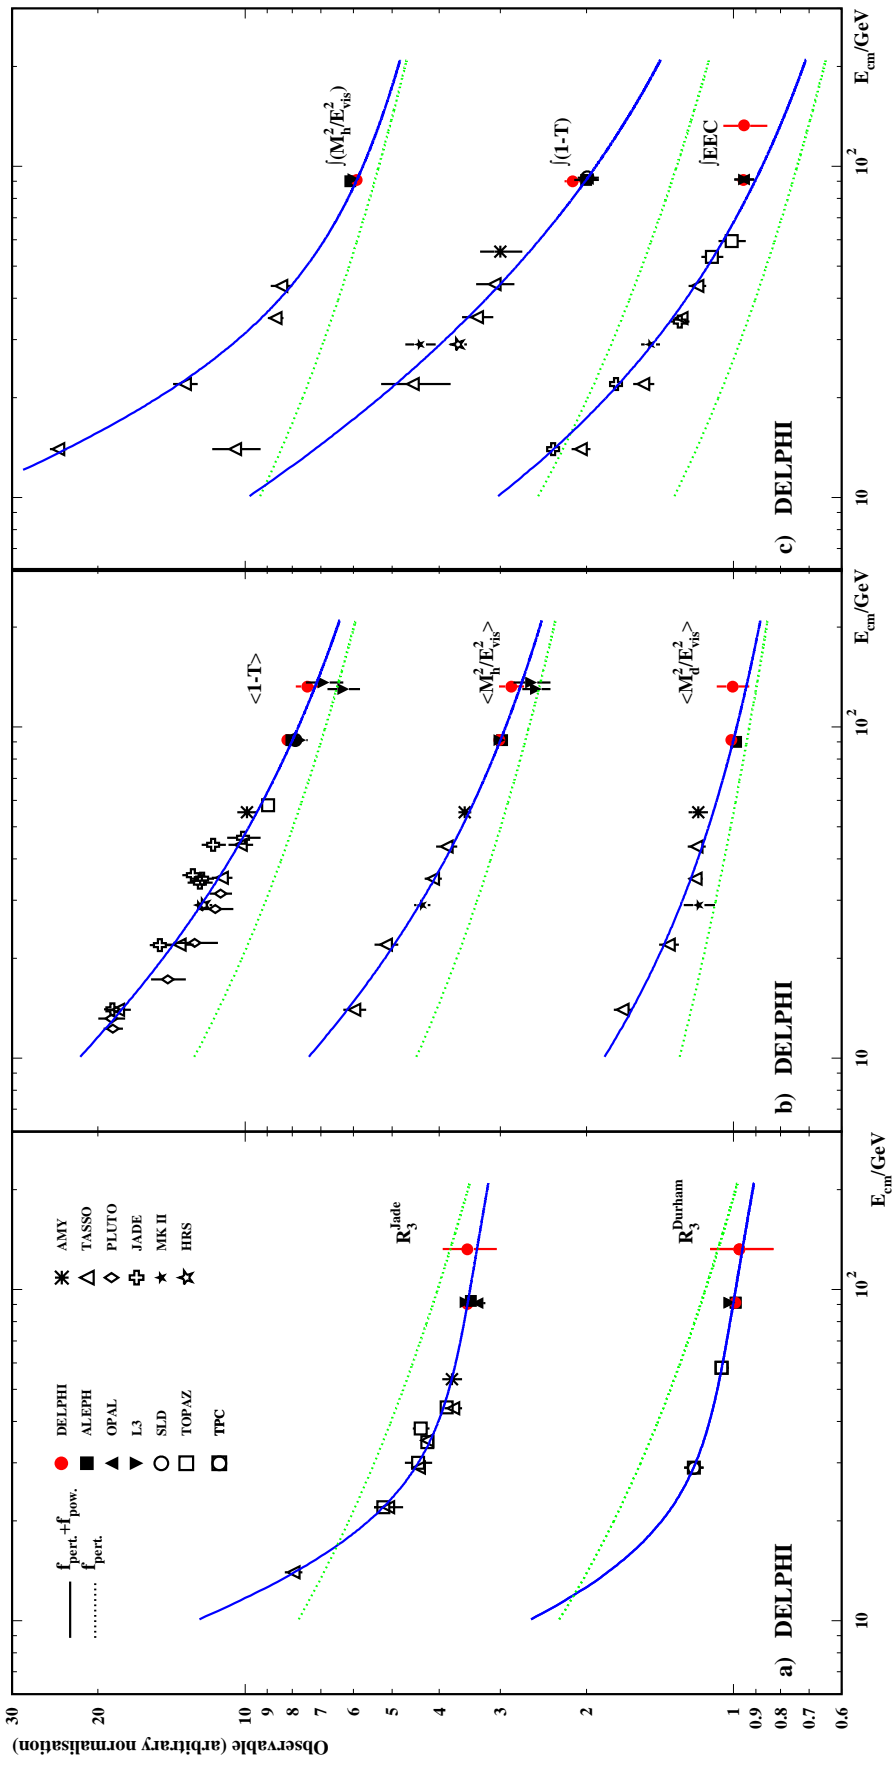 Observable (arbitrary normalisation)
30
20
10
9
8
7
6
5
4
3
2
1
0.9
0.8
0.7
0.6
f_pert.+f_pow.
f_pert.
DELPHI
ALEPH
OPAL
L3
SLD
TOPAZ
TPC
AMY
TASSO
PLUTO
JADE
MK II
HRS
R_3^Jade
R_3^Durham
a) DELPHI
10
10^2
E_cm/GeV
<1-T>
<M_h^2/E_vis^2>
<M_d^2/E_vis^2>
b) DELPHI
10
10^2
E_cm/GeV
∫(M_h^2/E_vis^2)
∫(1-T)
∫EEC
c) DELPHI
10
10^2
E_cm/GeV